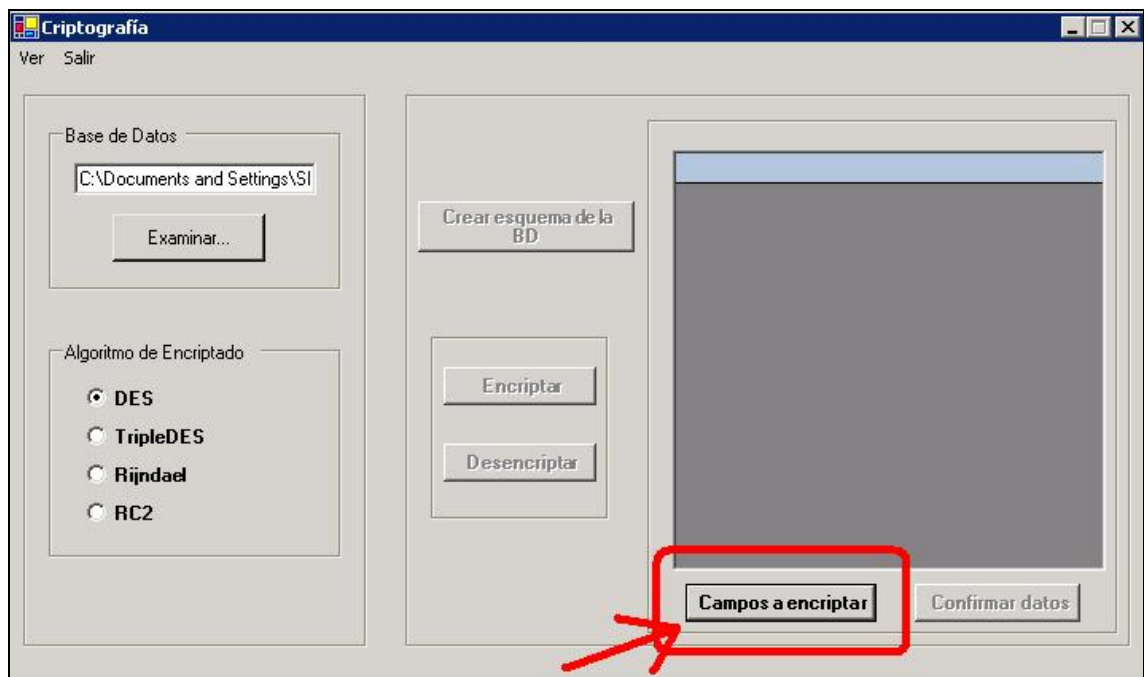 Criptografía
Ver Salir
Base de Datos
C:\Documents and Settings\SI
Examinar...
Algoritmo de Encriptado
DES
TripleDES
Rijndael
RC2
Crear esquema de la
BD
Encriptar
Desencriptar
Campos a encriptar
Confirmar datos